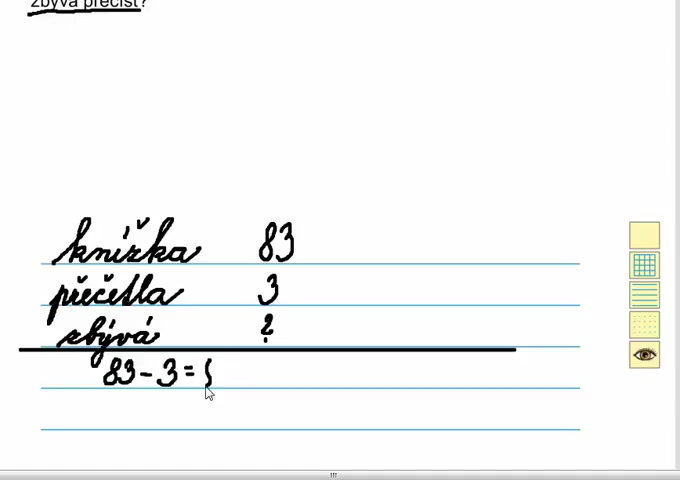 zbývá přečíst?
knížka 83
přečetla 3
zbývá ?
83 - 3 =